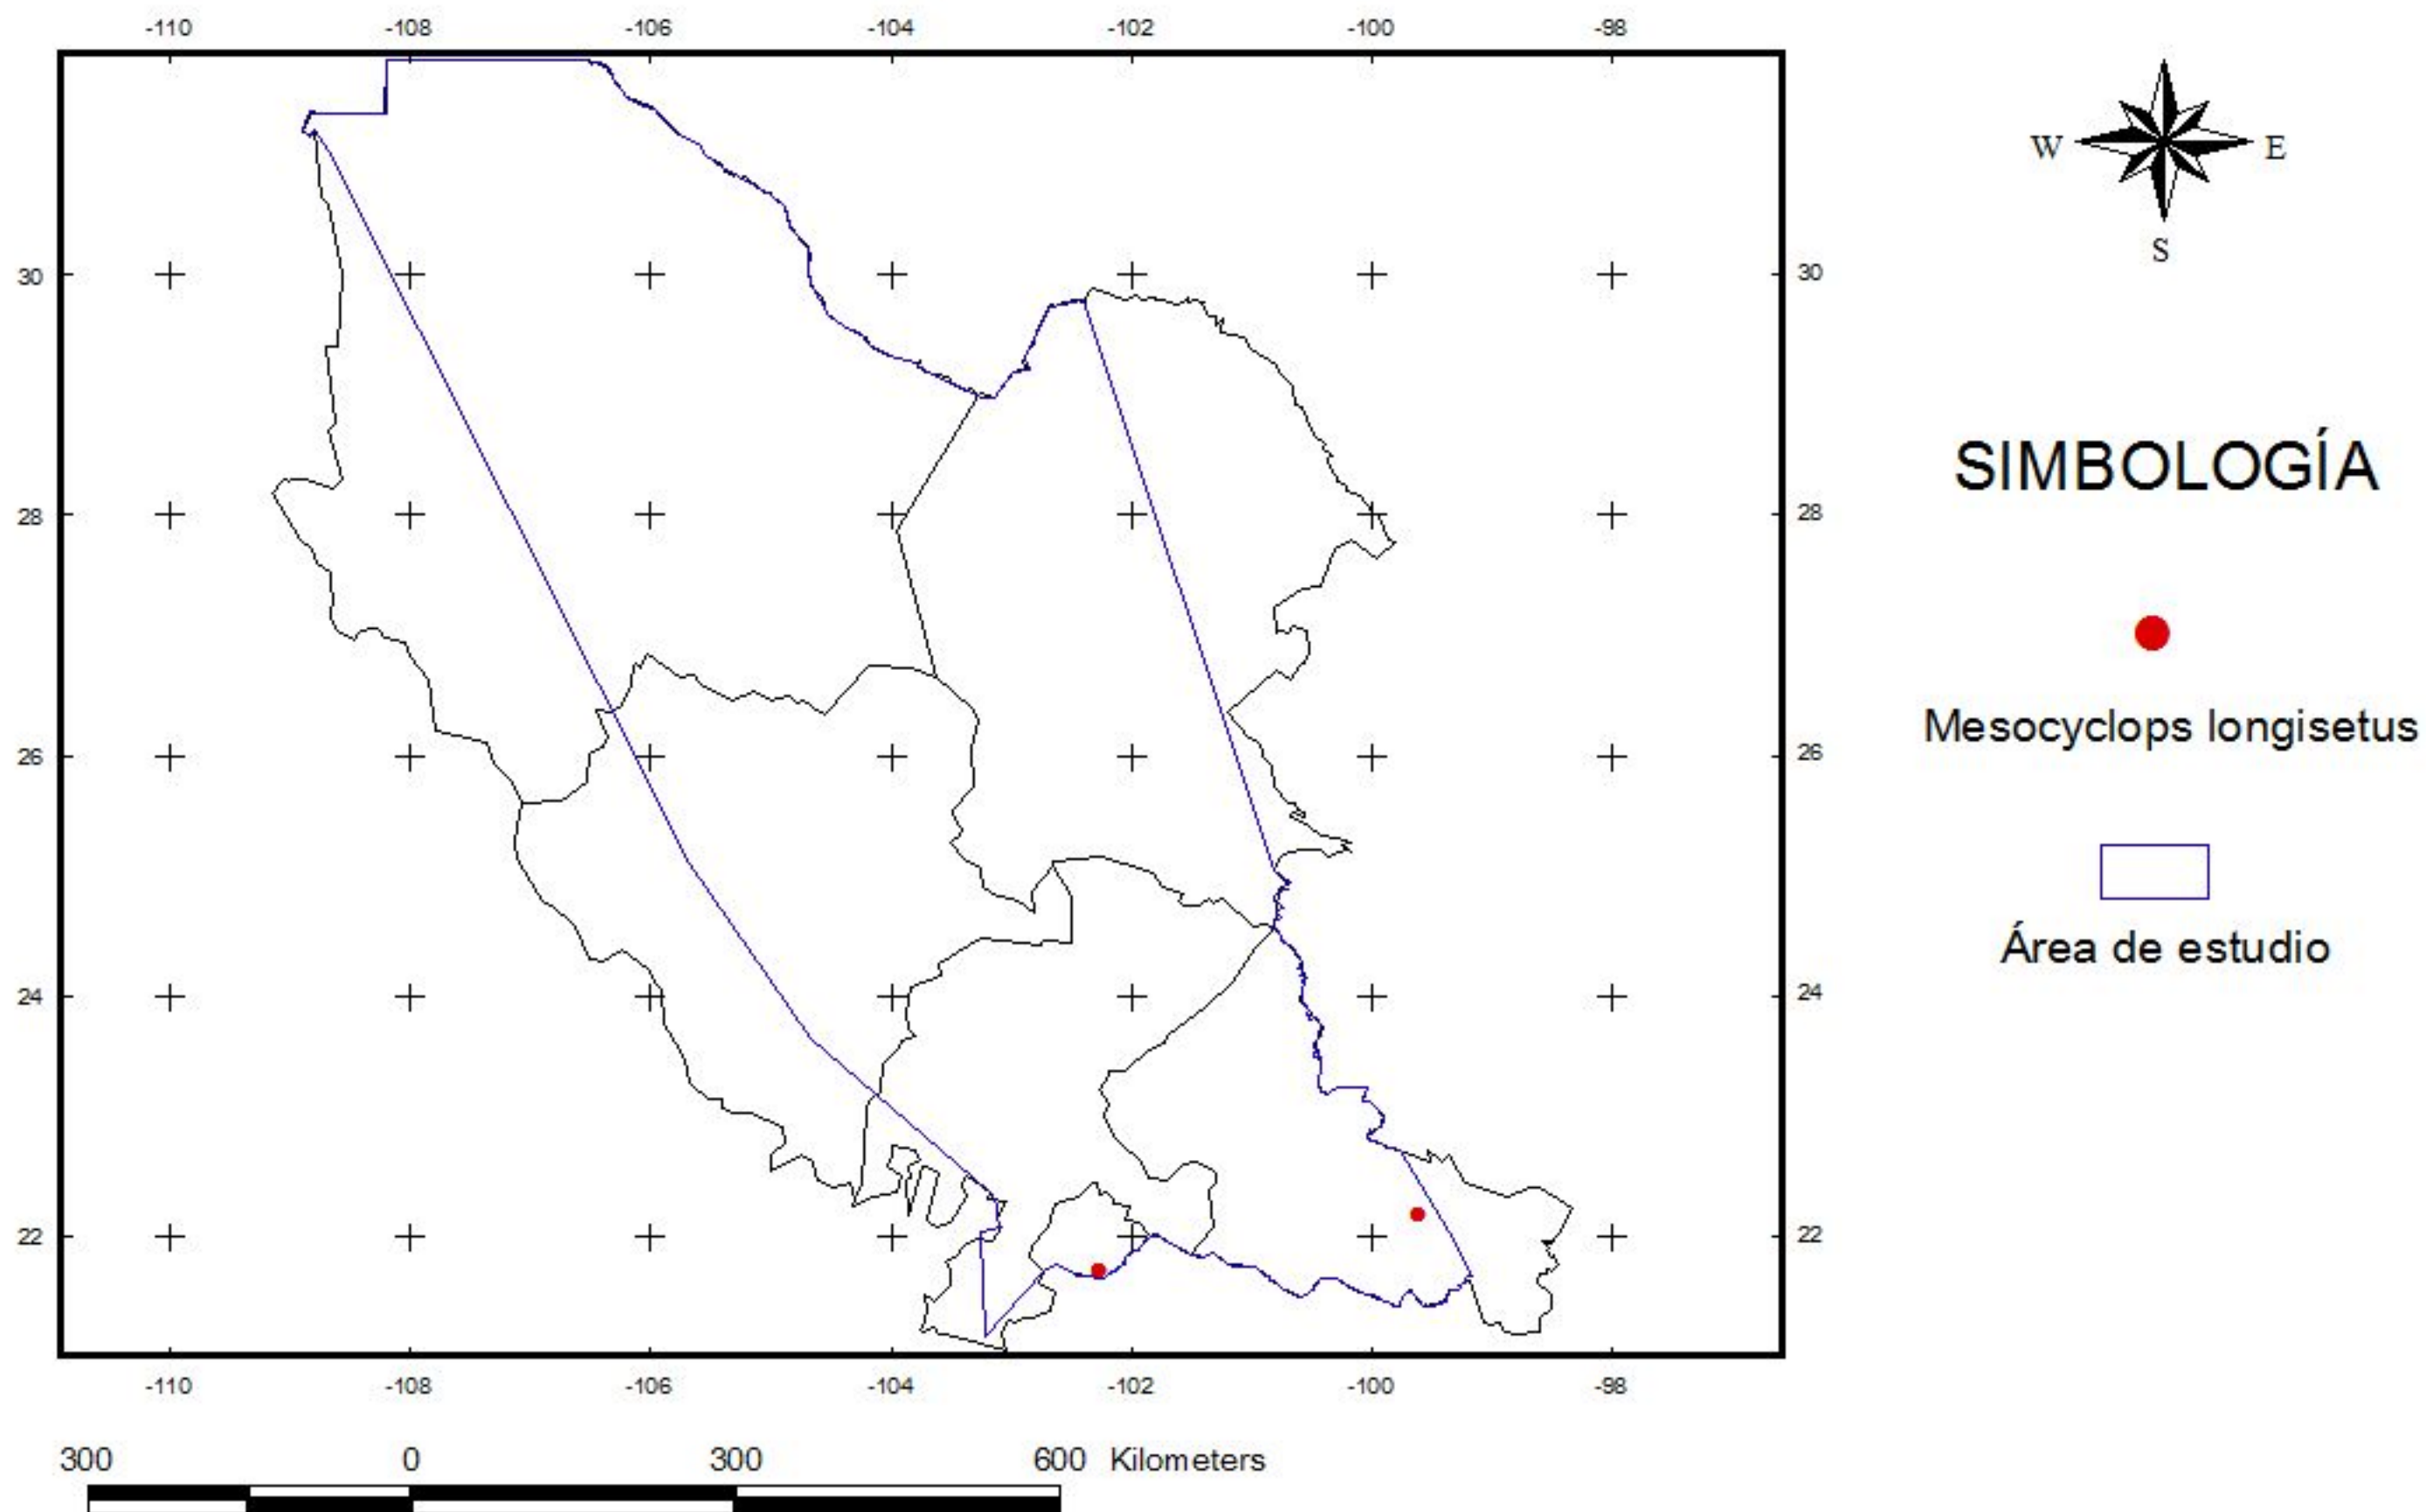 -110 -108 -106 -104 -102 -100 -98
W E
S
30 30
SIMBOLOGÍA
28 28
Mesocyclops longisetus
26 26
Área de estudio
24 24
22 22
-110 -108 -106 -104 -102 -100 -98
300 0 300 600 Kilometers